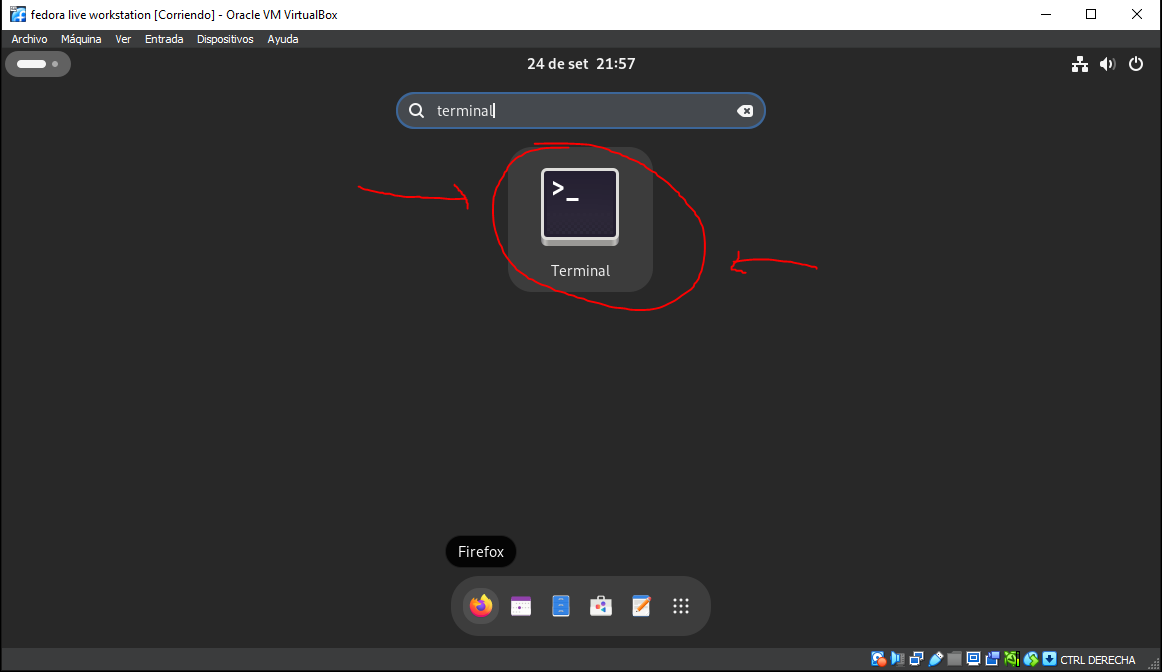 fedora live workstation [Corriendo] - Oracle VM VirtualBox
Archivo Máquina Ver Entrada Dispositivos Ayuda
24 de set 21:57
terminal
>_
Terminal
Firefox
CTRL DERECHA